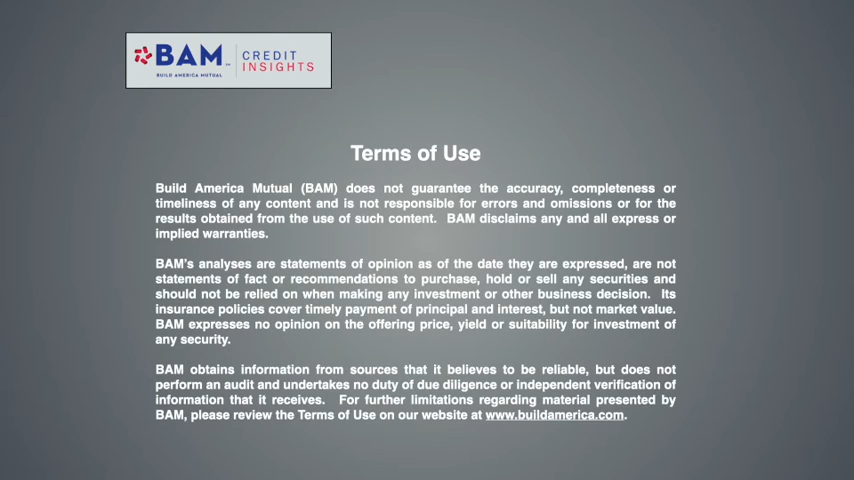 BAM
SM
BUILD AMERICA MUTUAL
CREDIT
INSIGHTS
Terms of Use
Build America Mutual (BAM) does not guarantee the accuracy, completeness or
timeliness of any content and is not responsible for errors and omissions or for the
results obtained from the use of such content. BAM disclaims any and all express or
implied warranties.
BAM's analyses are statements of opinion as of the date they are expressed, are not
statements of fact or recommendations to purchase, hold or sell any securities and
should not be relied on when making any investment or other business decision. Its
insurance policies cover timely payment of principal and interest, but not market value.
BAM expresses no opinion on the offering price, yield or suitability for investment of
any security.
BAM obtains information from sources that it believes to be reliable, but does not
perform an audit and undertakes no duty of due diligence or independent verification of
information that it receives. For further limitations regarding material presented by
BAM, please review the Terms of Use on our website at www.buildamerica.com.